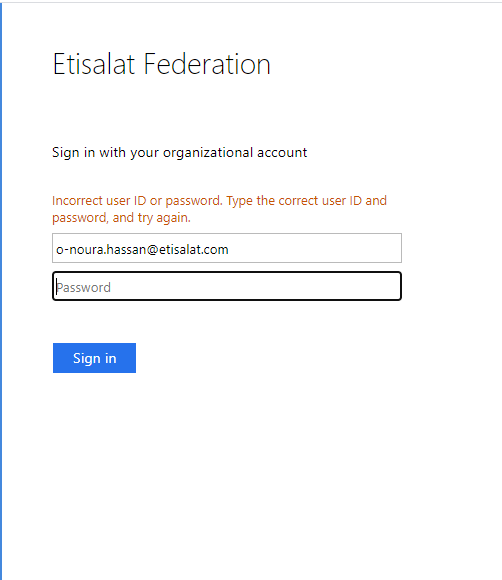 Etisalat Federation
Sign in with your organizational account
Incorrect user ID or password. Type the correct user ID and
password, and try again.
o-noura.hassan@etisalat.com
Password
Sign in